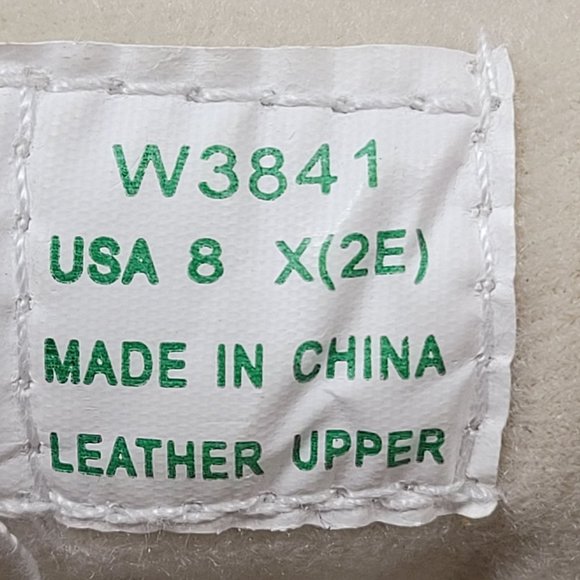 W3841
USA 8 X(2E)
MADE IN CHINA
LEATHER UPPER